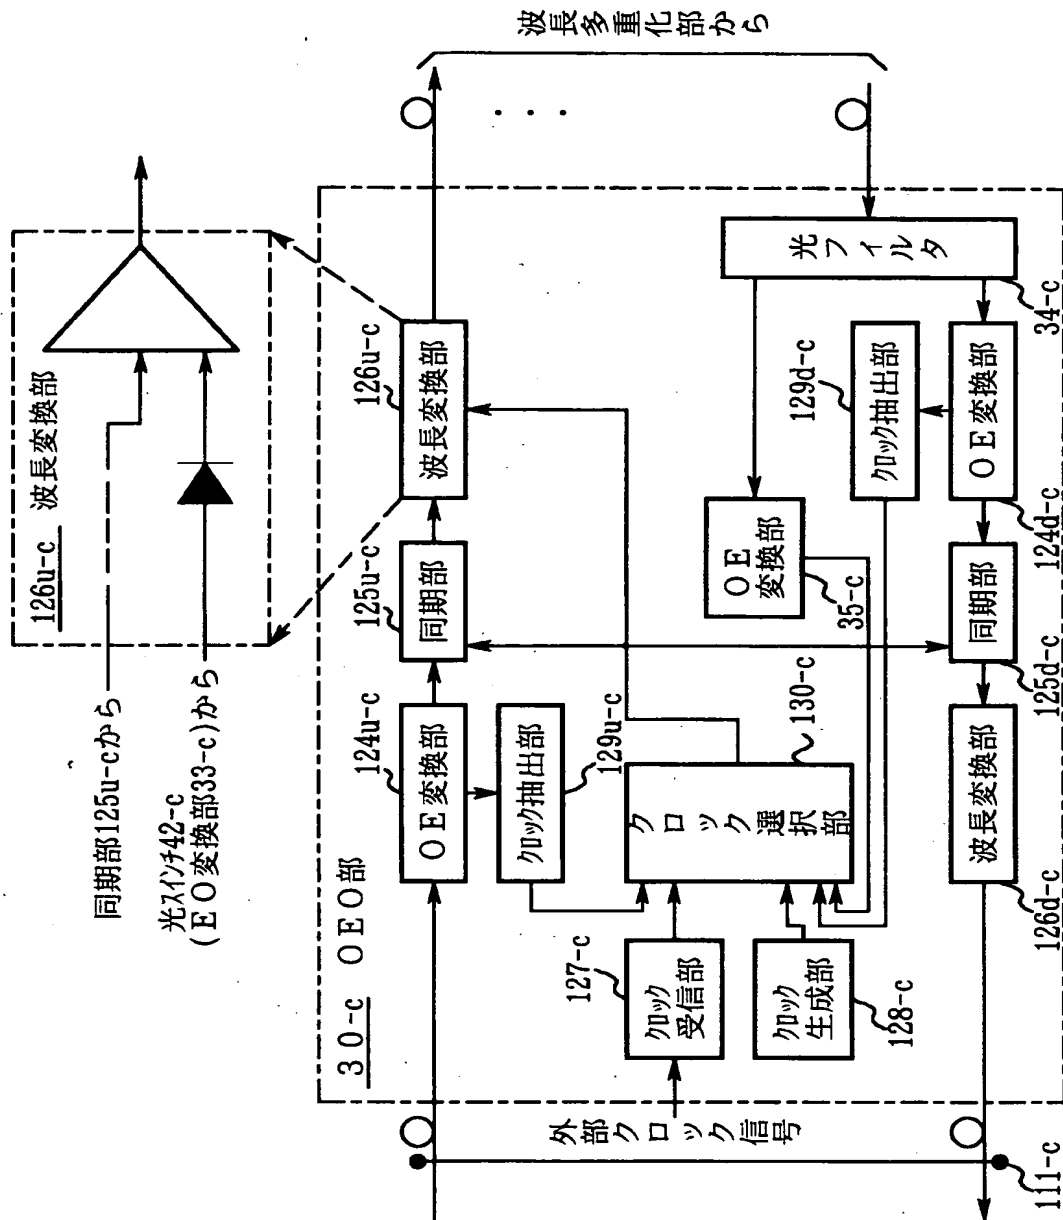 126u-c 波長変換部
同期部125u-cから
光スイッチ42-c
(EO変換部33-c)から
30-c OEO部
124u-c
OE変換部
125u-c
同期部
126u-c
波長変換部
波長多重化部から
クロック抽出部
129u-c
外部クロック信号
127-c
クロック
受信部
クロック
生成部
128-c
クロック選択部
130-c
OE
変換部
35-c
129d-c
クロック抽出部
光フィルタ
34-c
OE変換部
124d-c
同期部
125d-c
波長変換部
126d-c
111-c